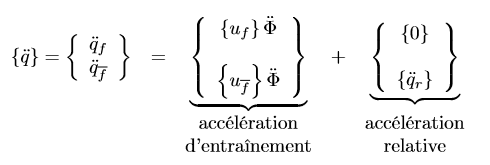 {q̈} = { q̈_f q̈_f̅ } = { {u_f} Φ̈ {u_f̅} Φ̈ } + { {0} {q̈_r} }
accélération accélération
d'entraînement relative